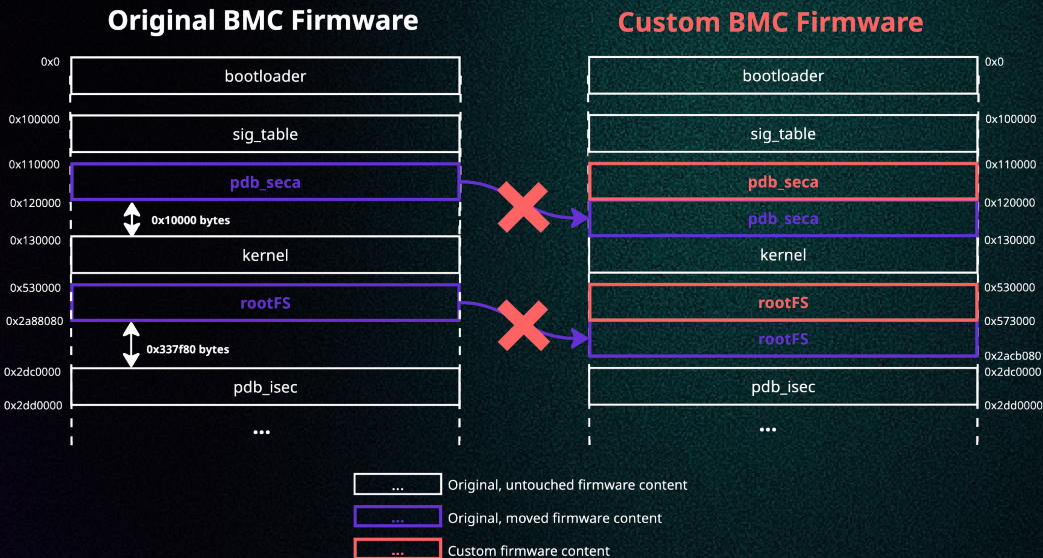 Original BMC Firmware
Custom BMC Firmware
0x0
bootloader
bootloader
0x0
0x100000
sig_table
sig_table
0x100000
0x110000
pdb_seca
pdb_seca
0x110000
0x120000
0x10000 bytes
pdb_seca
0x120000
0x130000
kernel
kernel
0x130000
0x530000
rootFS
rootFS
0x530000
0x2a88080
0x337f80 bytes
rootFS
0x573000
0x2acb080
0x2dc0000
pdb_isec
pdb_isec
0x2dc0000
0x2dd0000
0x2dd0000
...
...
... Original, untouched firmware content
... Original, moved firmware content
... Custom firmware content